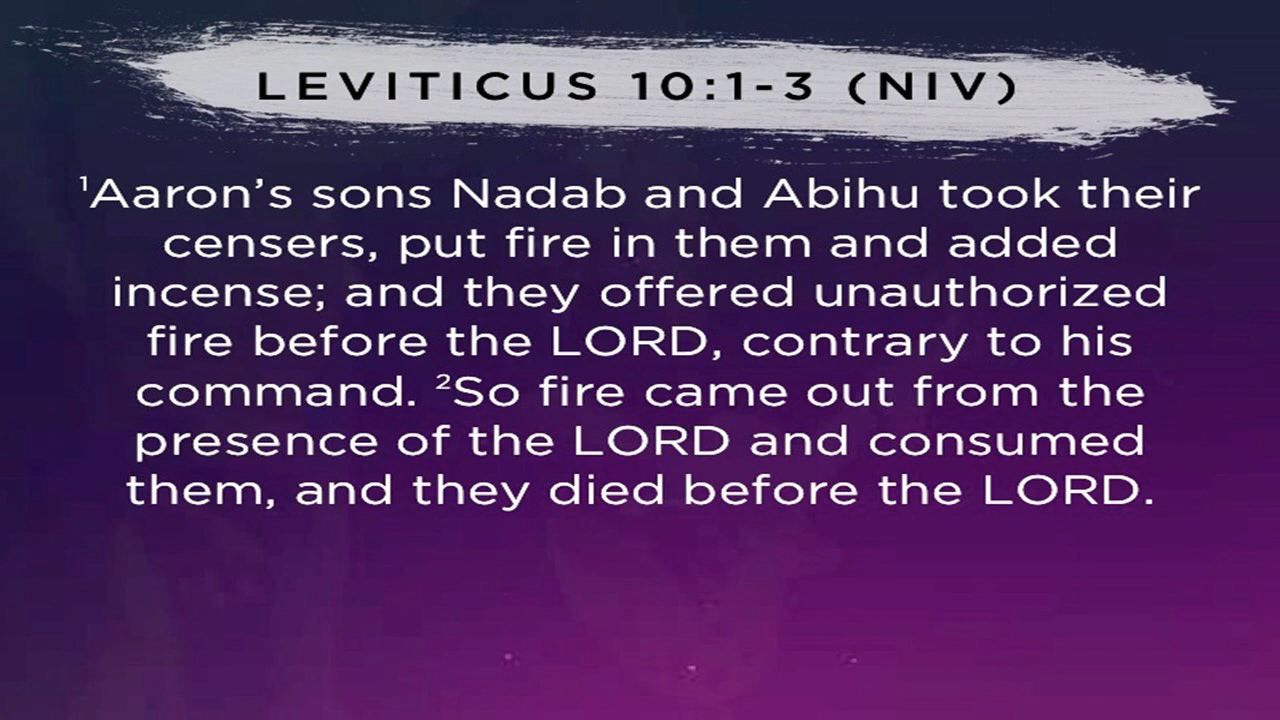 LEVITICUS 10:1-3 (NIV)
¹Aaron’s sons Nadab and Abihu took their
censers, put fire in them and added
incense; and they offered unauthorized
fire before the LORD, contrary to his
command. ²So fire came out from the
presence of the LORD and consumed
them, and they died before the LORD.